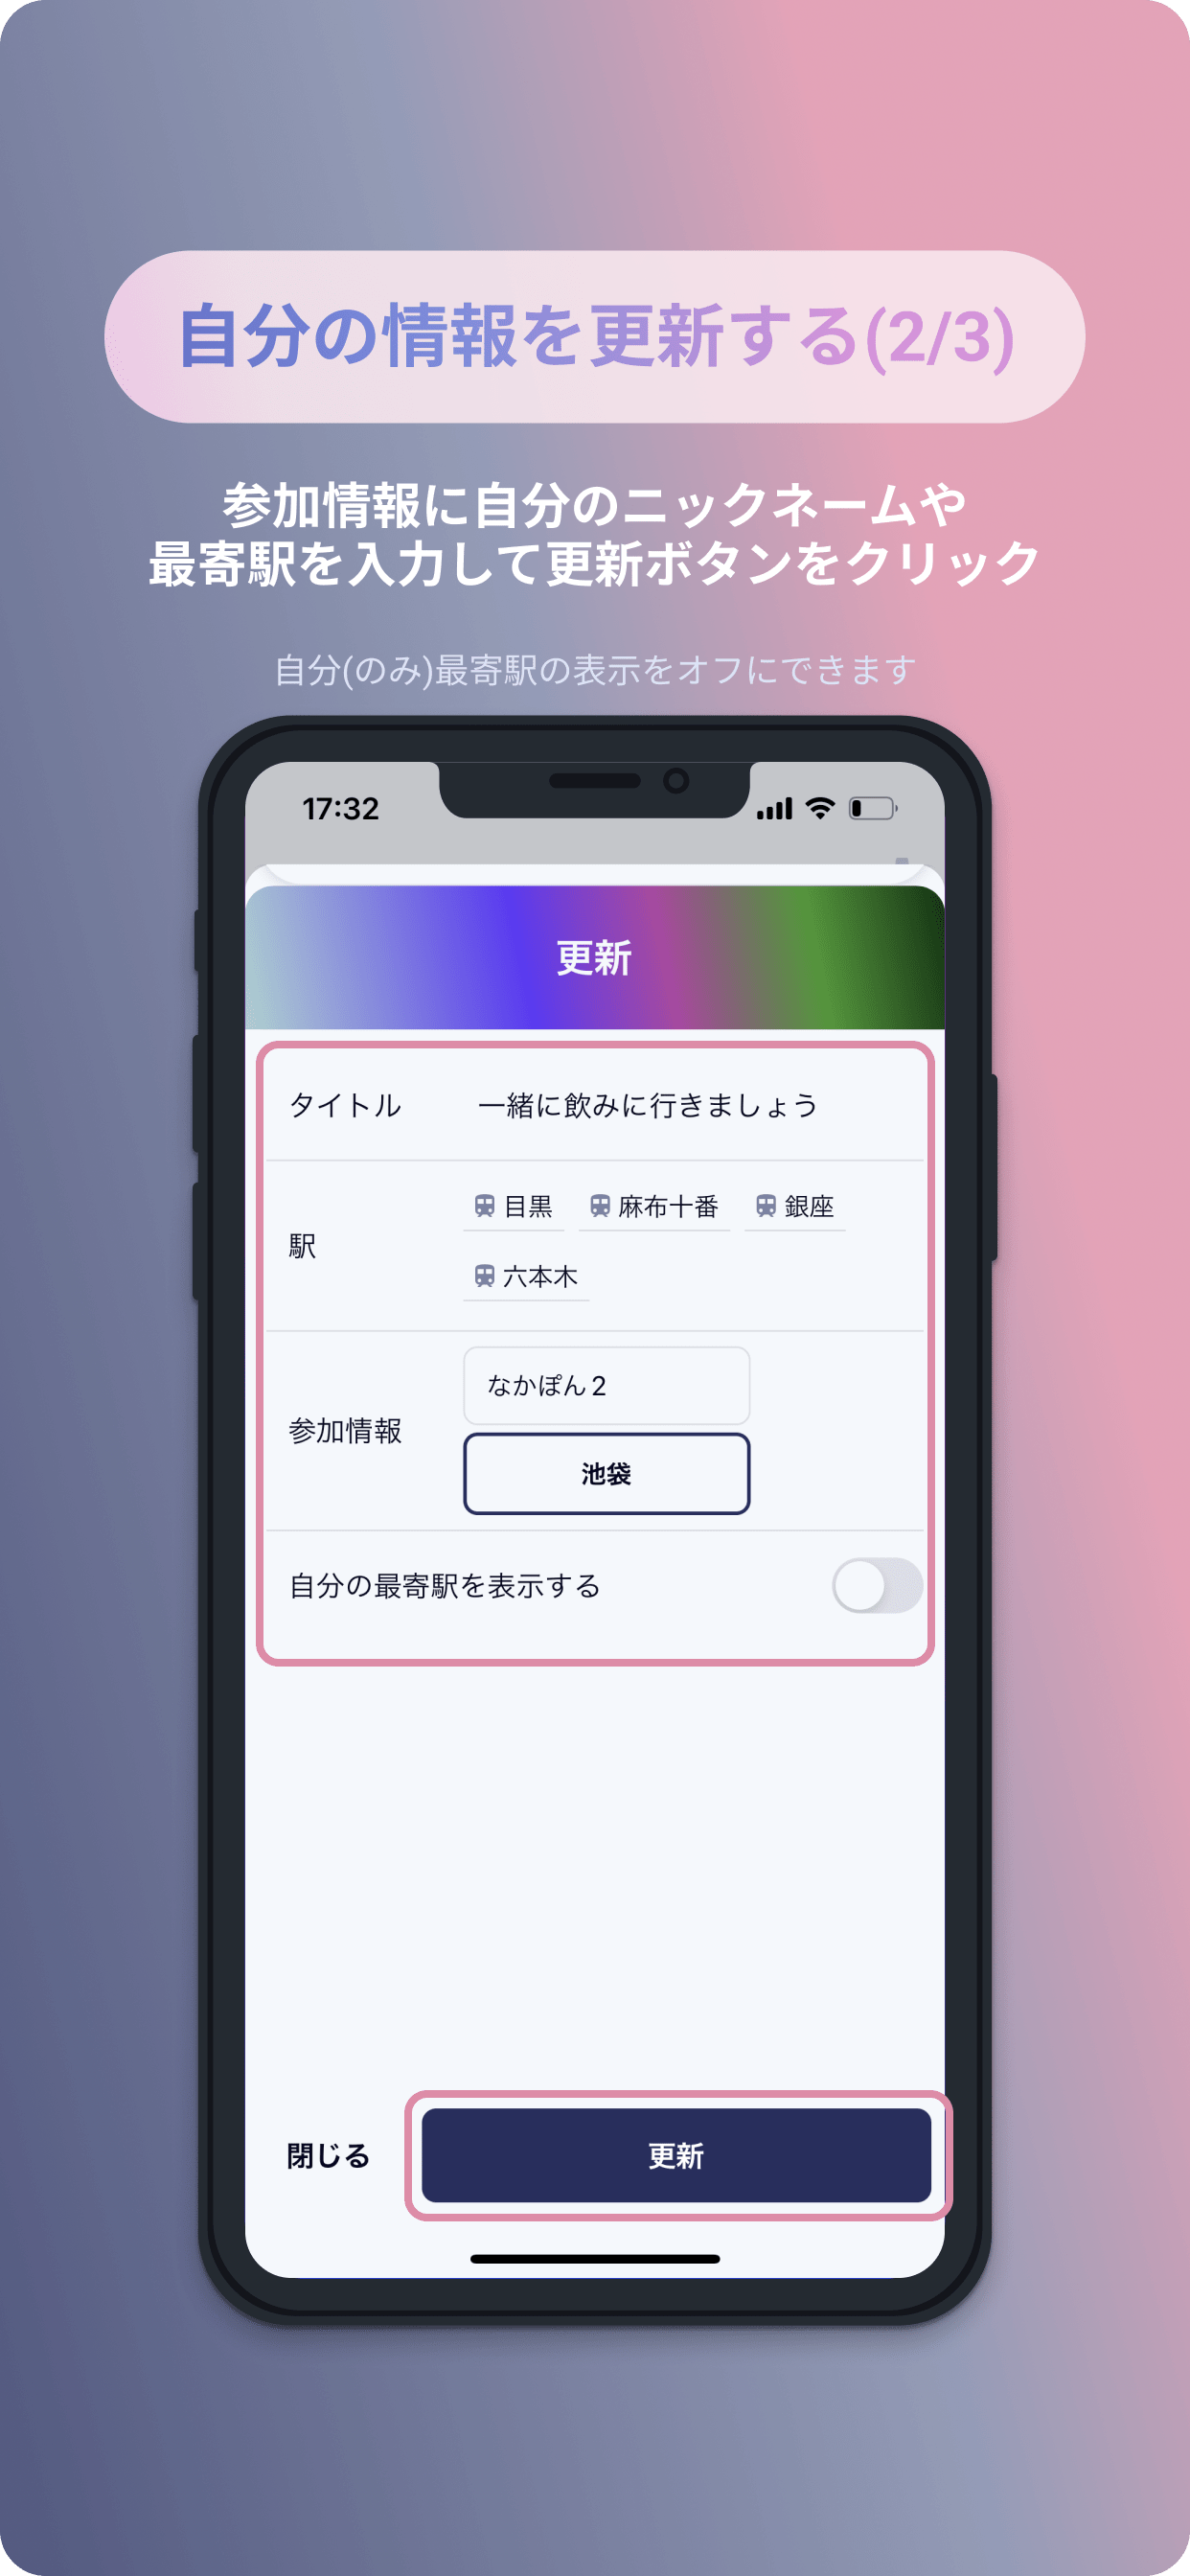 自分の情報を更新する(2/3)
参加情報に自分のニックネームや
最寄駅を入力して更新ボタンをクリック
自分(のみ)最寄駅の表示をオフにできます
17:32
更新
タイトル 一緒に飲みに行きましょう
駅 目黒 麻布十番 銀座
六本木
参加情報 なかぽん2
池袋
自分の最寄駅を表示する
閉じる 更新